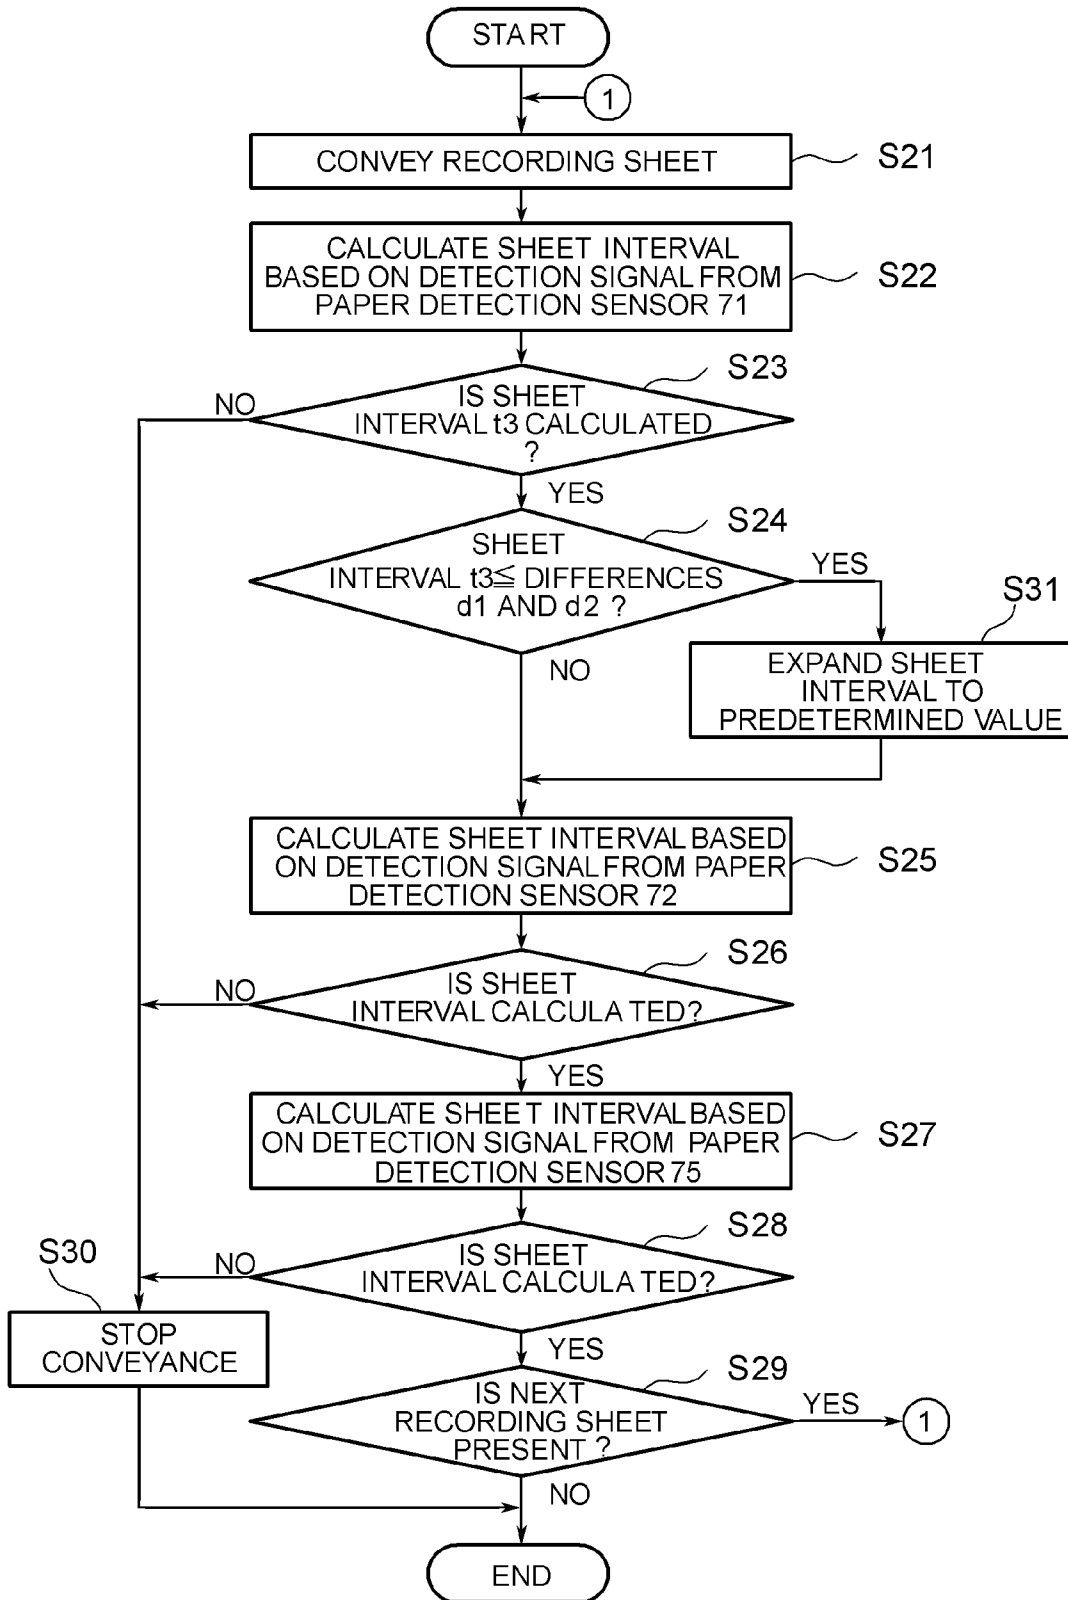 START
1
CONVEY RECORDING SHEET
S21
CALCULATE SHEET INTERVAL
BASED ON DETECTION SIGNAL FROM
PAPER DETECTION SENSOR 71
S22
S23
IS SHEET
INTERVAL t3 CALCULATED
?
NO
YES
S24
SHEET
INTERVAL t3≦ DIFFERENCES
d1 AND d2 ?
YES
NO
S31
EXPAND SHEET
INTERVAL TO
PREDETERMINED VALUE
CALCULATE SHEET INTERVAL BASED
ON DETECTION SIGNAL FROM PAPER
DETECTION SENSOR 72
S25
S26
IS SHEET
INTERVAL CALCULATED?
NO
YES
CALCULATE SHEET INTERVAL BASED
ON DETECTION SIGNAL FROM PAPER
DETECTION SENSOR 75
S27
S28
IS SHEET
INTERVAL CALCULATED?
NO
YES
S30
STOP
CONVEYANCE
S29
IS NEXT
RECORDING SHEET
PRESENT ?
YES
1
NO
END